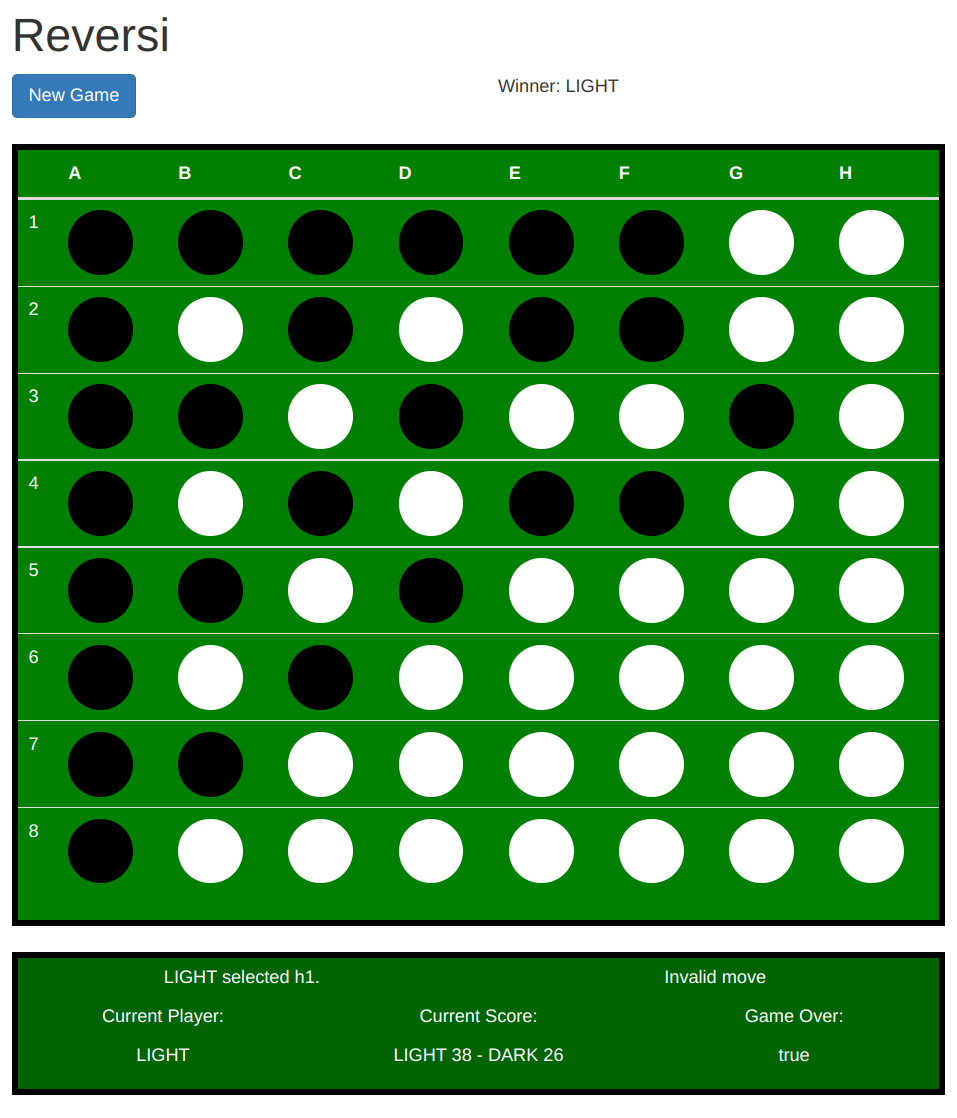 Reversi
New Game
Winner: LIGHT
A B C D E F G H
1
2
3
4
5
6
7
8
LIGHT selected h1. Invalid move
Current Player: Current Score: Game Over:
LIGHT LIGHT 38 - DARK 26 true